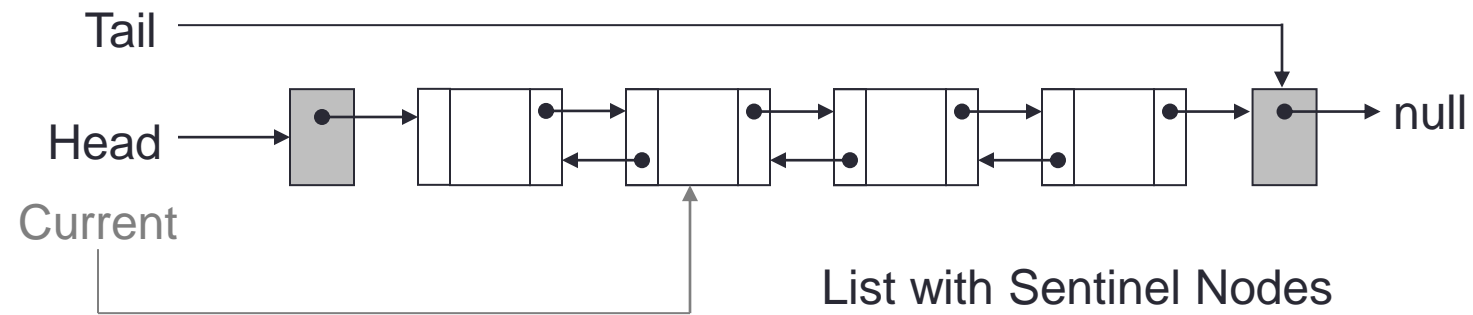 Tail
Head
null
Current
List with Sentinel Nodes